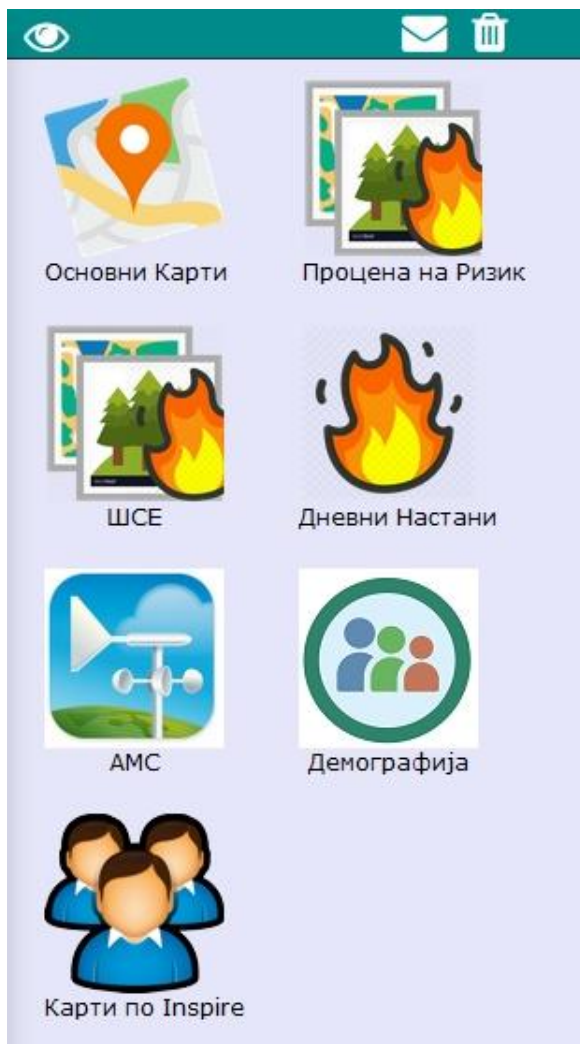 Основни Карти
Процена на Ризик
ШСЕ
Дневни Настани
АМС
Демографија
Карти по Inspire